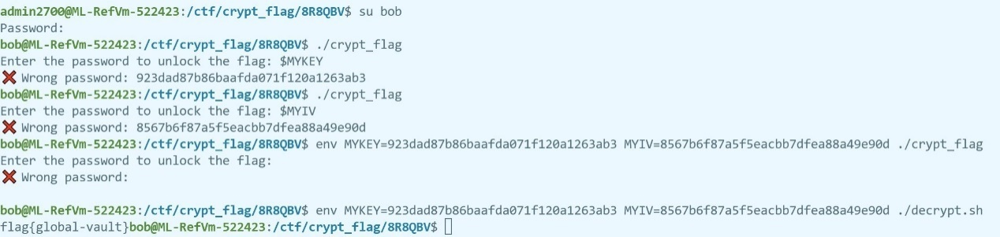 admin2700@ML-RefVm-522423:/ctf/crypt_flag/8R8QBV$ su bob
Password:
bob@ML-RefVm-522423:/ctf/crypt_flag/8R8QBV$ ./crypt_flag
Enter the password to unlock the flag: $MYKEY
❌ Wrong password: 923dad87b86baafda071f120a1263ab3
bob@ML-RefVm-522423:/ctf/crypt_flag/8R8QBV$ ./crypt_flag
Enter the password to unlock the flag: $MYIV
❌ Wrong password: 8567b6f87a5f5eacbb7dfea88a49e90d
bob@ML-RefVm-522423:/ctf/crypt_flag/8R8QBV$ env MYKEY=923dad87b86baafda071f120a1263ab3 MYIV=8567b6f87a5f5eacbb7dfea88a49e90d ./crypt_flag
Enter the password to unlock the flag:
❌ Wrong password:
bob@ML-RefVm-522423:/ctf/crypt_flag/8R8QBV$ env MYKEY=923dad87b86baafda071f120a1263ab3 MYIV=8567b6f87a5f5eacbb7dfea88a49e90d ./decrypt.sh
flag{global-vault}bob@ML-RefVm-522423:/ctf/crypt_flag/8R8QBV$